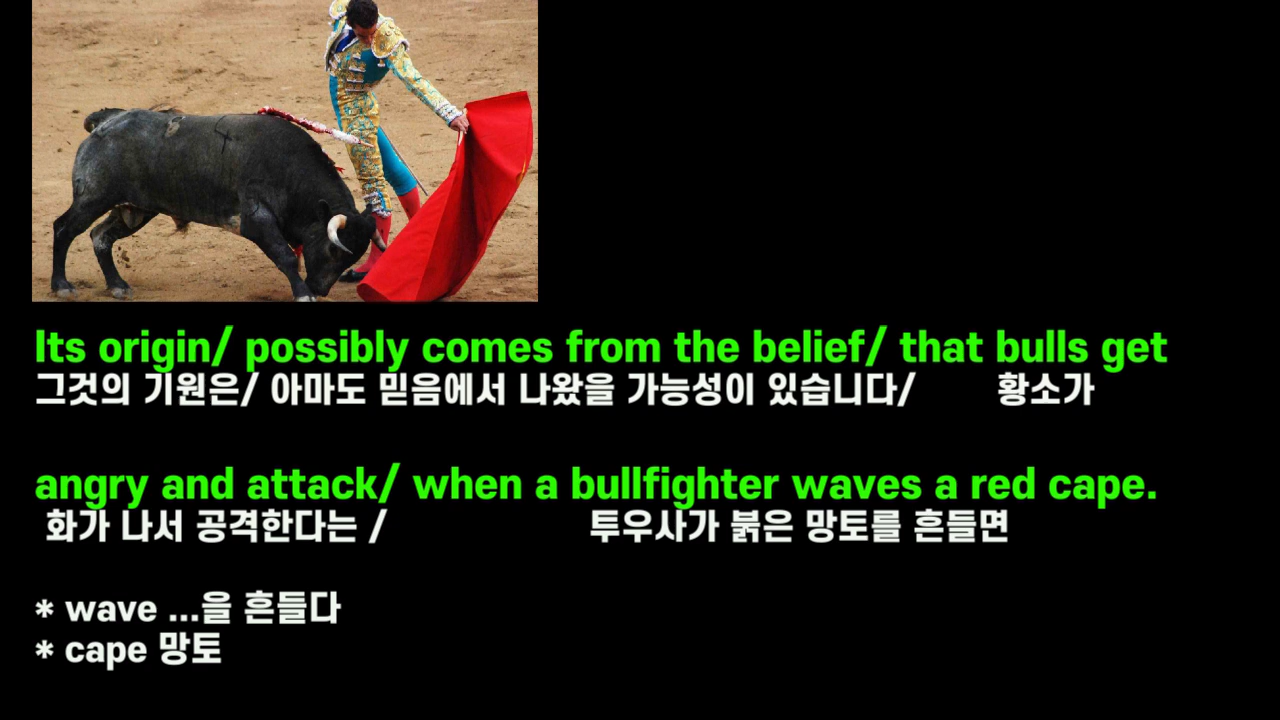 Its origin/ possibly comes from the belief/ that bulls get
그것의 기원은/ 아마도 믿음에서 나왔을 가능성이 있습니다/ 황소가
angry and attack/ when a bullfighter waves a red cape.
화가 나서 공격한다는 / 투우사가 붉은 망토를 흔들면
* wave ...을 흔들다
* cape 망토